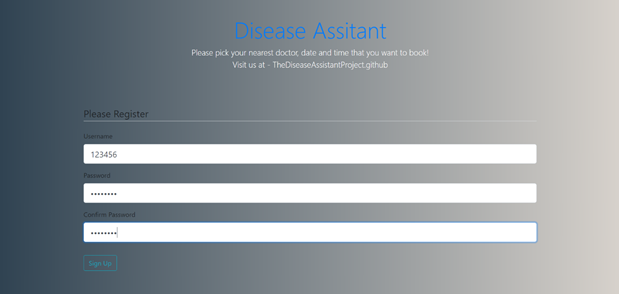 Disease Assitant
Please pick your nearest doctor, date and time that you want to book!
Visit us at - TheDiseaseAssistantProject.github
Please Register
Username
123456
Password
••••••••
Confirm Password
••••••••
Sign Up